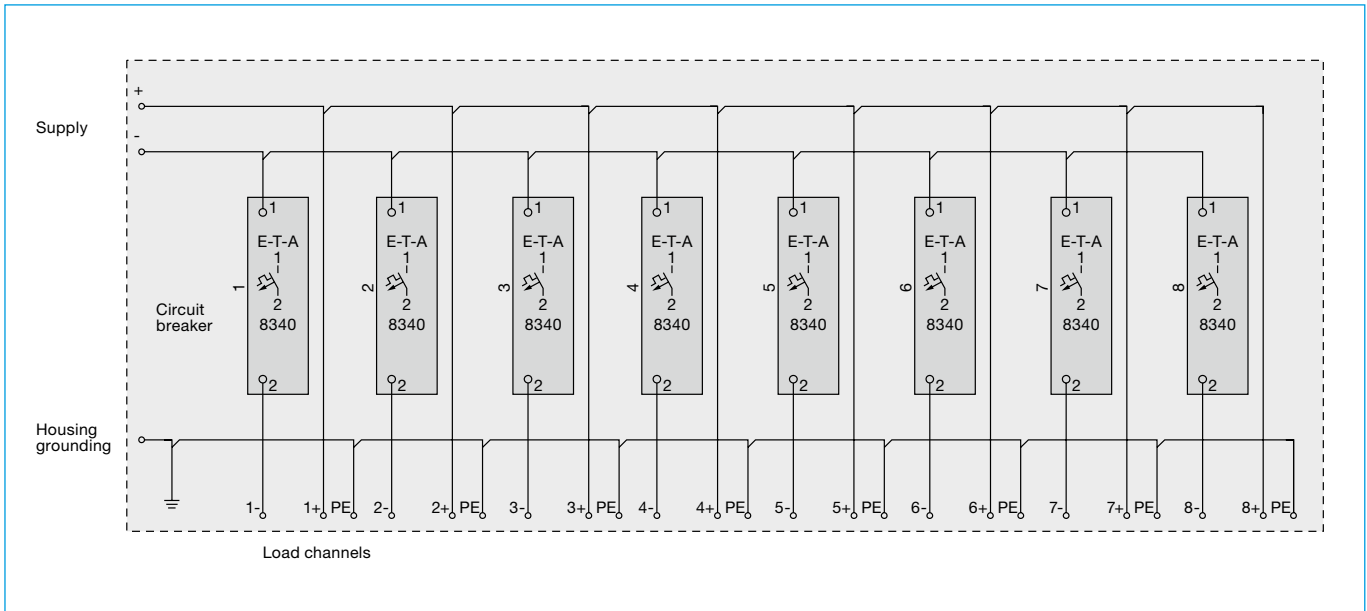 +
Supply
-
1 1 1 1 1 1 1 1
E-T-A E-T-A E-T-A E-T-A E-T-A E-T-A E-T-A E-T-A
1 1 1 1 1 1 1 1
1 2 3 4 5 6 7 8
2 2 2 2 2 2 2 2
Circuit
breaker
8340 8340 8340 8340 8340 8340 8340 8340
2 2 2 2 2 2 2 2
Housing
grounding
1- 1+ PE 2- 2+ PE 3- 3+ PE 4- 4+ PE 5- 5+ PE 6- 6+ PE 7- 7+ PE 8- 8+ PE
Load channels